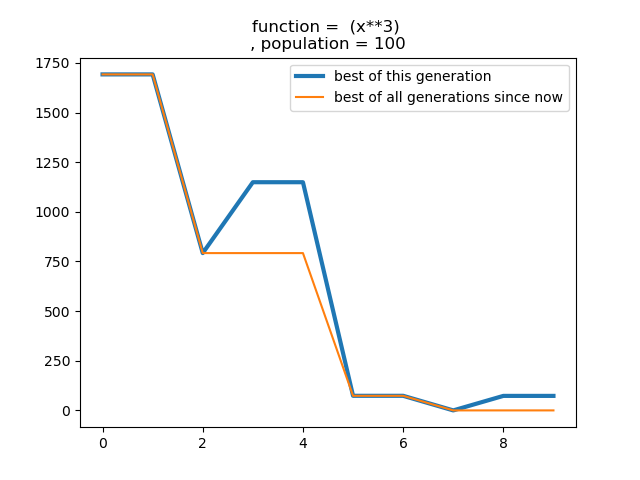 function =  (x**3)
, population = 100
best of this generation
best of all generations since now
1750
1500
1250
1000
750
500
250
0
0 2 4 6 8